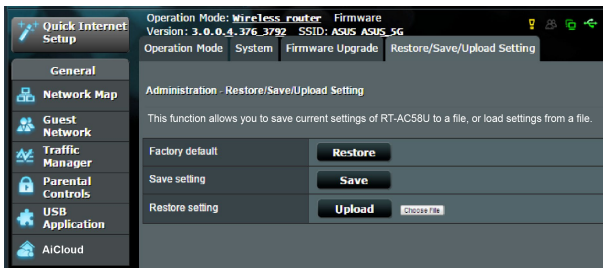 Quick Internet
Setup
Operation Mode: Wireless router Firmware
Version: 3.0.0.4.376_3792 SSID: ASUS ASUS_5G
Operation Mode System Firmware Upgrade Restore/Save/Upload Setting
General
Network Map
Guest
Network
Traffic
Manager
Parental
Controls
USB
Application
AiCloud
Administration - Restore/Save/Upload Setting
This function allows you to save current settings of RT-AC58U to a file, or load settings from a file.
Factory default Restore
Save setting Save
Restore setting Upload Choose File